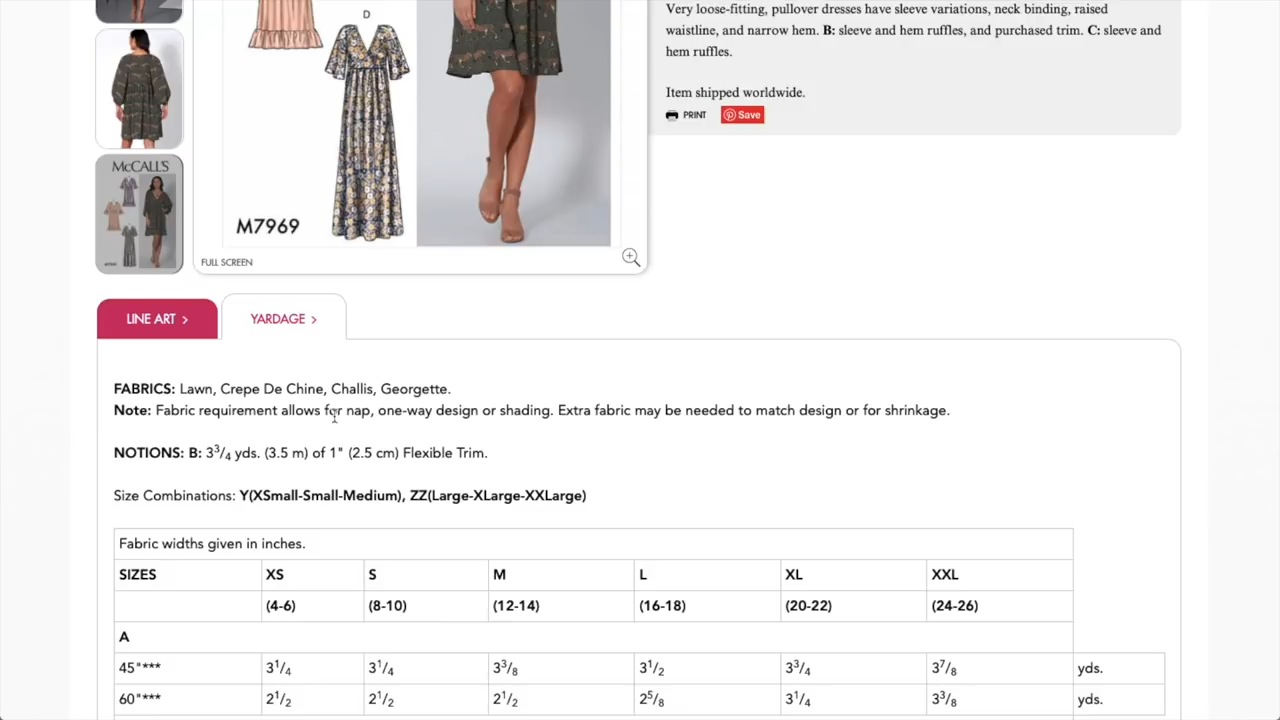 D
Very loose-fitting, pullover dresses have sleeve variations, neck binding, raised
waistline, and narrow hem. B: sleeve and hem ruffles, and purchased trim. C: sleeve and
hem ruffles.
Item shipped worldwide.
PRINT Save
McCALL'S
M7969
FULL SCREEN
LINE ART >
YARDAGE >
FABRICS: Lawn, Crepe De Chine, Challis, Georgette.
Note: Fabric requirement allows for nap, one-way design or shading. Extra fabric may be needed to match design or for shrinkage.
NOTIONS: B: 3 3/4 yds. (3.5 m) of 1" (2.5 cm) Flexible Trim.
Size Combinations: Y(XSmall-Small-Medium), ZZ(Large-XLarge-XXLarge)
Fabric widths given in inches.
SIZES XS S M L XL XXL
(4-6) (8-10) (12-14) (16-18) (20-22) (24-26)
A
45"*** 3 1/4 3 1/4 3 3/8 3 1/2 3 3/4 3 7/8 yds.
60"*** 2 1/2 2 1/2 2 1/2 2 5/8 3 1/4 3 3/8 yds.